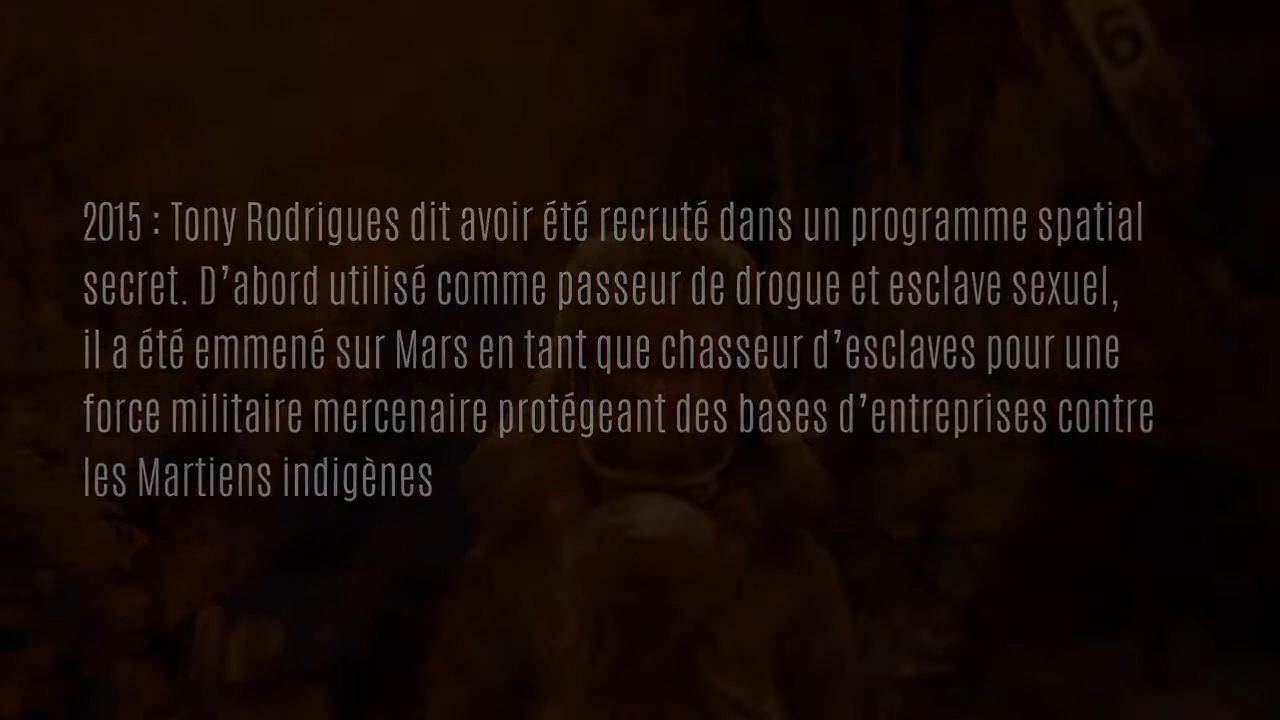 6
2015 : Tony Rodrigues dit avoir été recruté dans un programme spatial
secret. D’abord utilisé comme passeur de drogue et esclave sexuel,
il a été emmené sur Mars en tant que chasseur d’esclaves pour une
force militaire mercenaire protégeant des bases d’entreprises contre
les Martiens indigènes